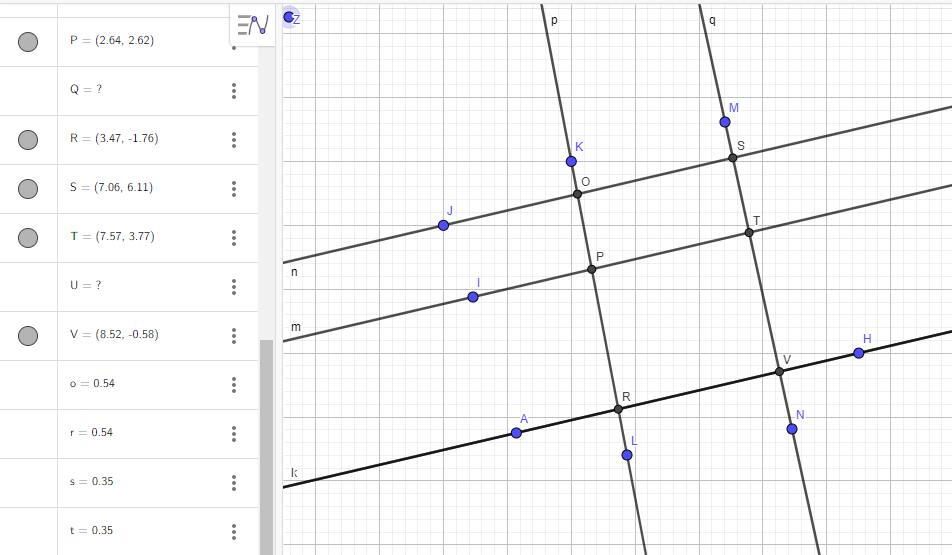 P = (2.64, 2.62)
Q = ?
R = (3.47, -1.76)
S = (7.06, 6.11)
T = (7.57, 3.77)
U = ?
V = (8.52, -0.58)
o = 0.54
r = 0.54
s = 0.35
t = 0.35
Z
p
q
M
K
S
O
J
T
P
n
I
m
H
V
R
A
N
L
k